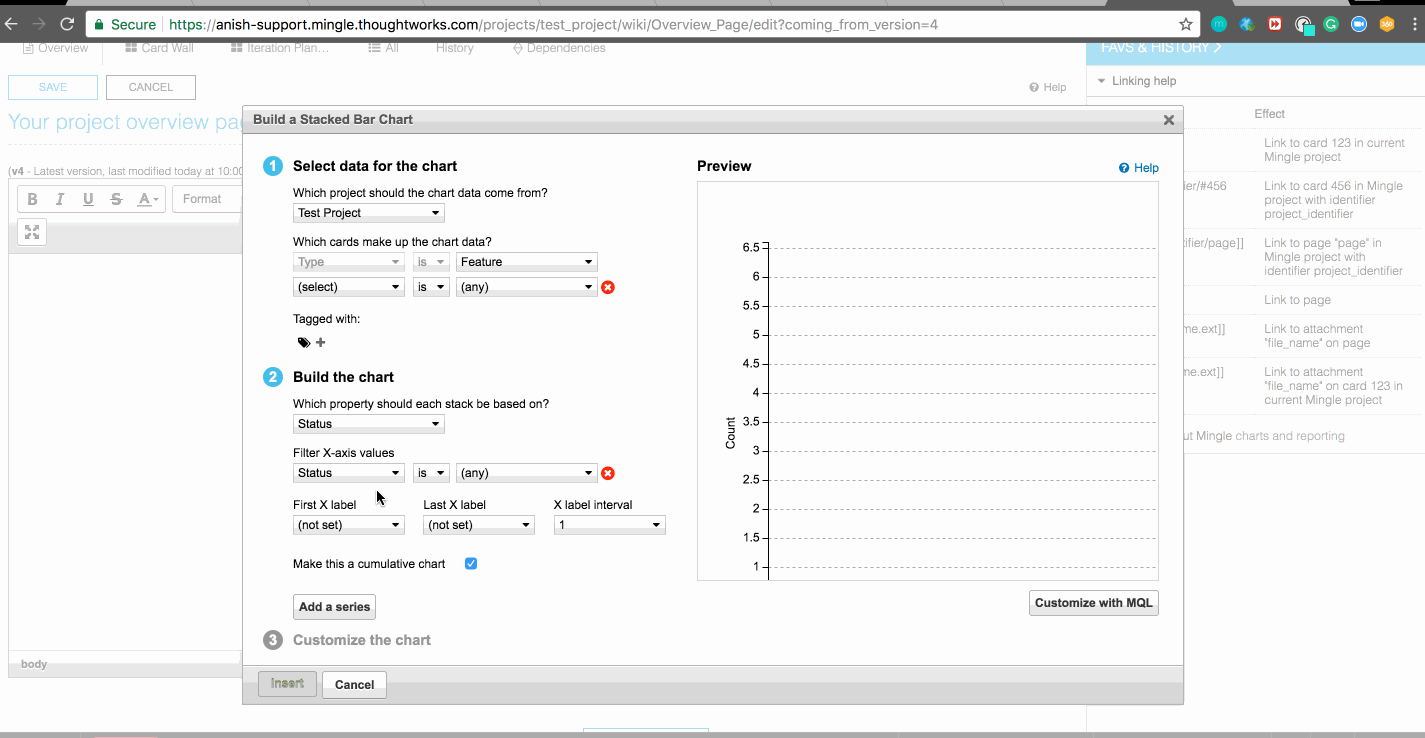 Secure https://anish-support.mingle.thoughtworks.com/projects/test_project/wiki/Overview_Page/edit?coming_from_version=4
Overview Card Wall Iteration Plan... All History Dependencies
FAVS & HISTORY
SAVE CANCEL Help
Linking help
Your project overview pa
(v4 - Latest version, last modified today at 10:00
B I U S A Format
body
Build a Stacked Bar Chart
1 Select data for the chart
Which project should the chart data come from?
Test Project
Which cards make up the chart data?
Type is Feature
(select) is (any)
Tagged with:
2 Build the chart
Which property should each stack be based on?
Status
Filter X-axis values
Status is (any)
First X label Last X label X label interval
(not set) (not set) 1
Make this a cumulative chart
Add a series
3 Customize the chart
Insert Cancel
Preview
Help
6.5
6
5.5
5
4.5
4
3.5
3
2.5
2
1.5
1
Count
Customize with MQL
Effect
Link to card 123 in current
Mingle project
ier/#456 Link to card 456 in Mingle
project with identifier
project_identifier
tifier/page]] Link to page "page" in
Mingle project with
identifier project_identifier
Link to page
me.ext]] Link to attachment
"file_name" on page
me.ext]] Link to attachment
"file_name" on card 123 in
current Mingle project
ut Mingle charts and reporting